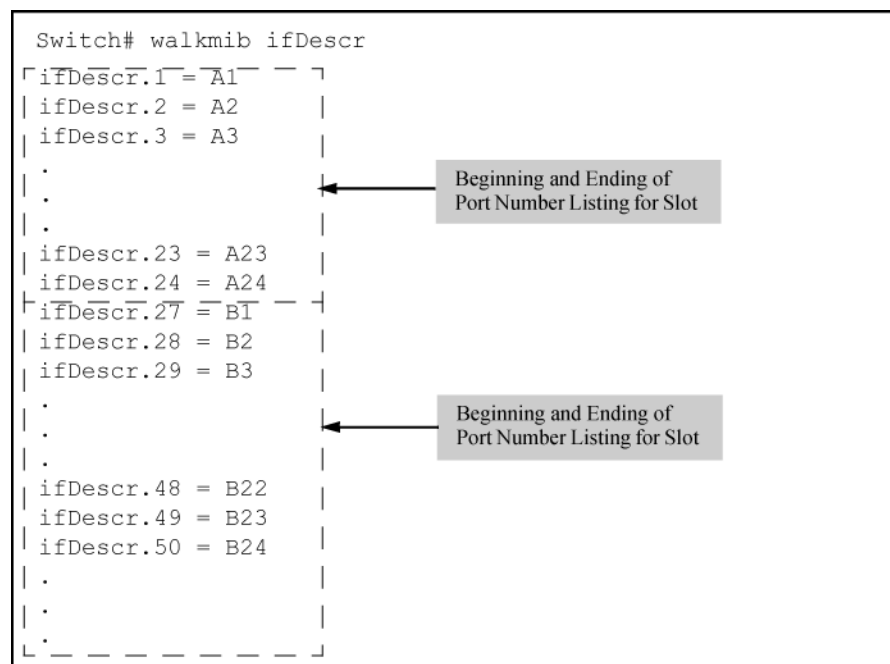 Switch# walkmib ifDescr
ifDescr.1 = A1
ifDescr.2 = A2
ifDescr.3 = A3
.
.
.
ifDescr.23 = A23
ifDescr.24 = A24
Beginning and Ending of
Port Number Listing for Slot
ifDescr.27 = B1
ifDescr.28 = B2
ifDescr.29 = B3
.
.
.
ifDescr.48 = B22
ifDescr.49 = B23
ifDescr.50 = B24
.
.
.
Beginning and Ending of
Port Number Listing for Slot